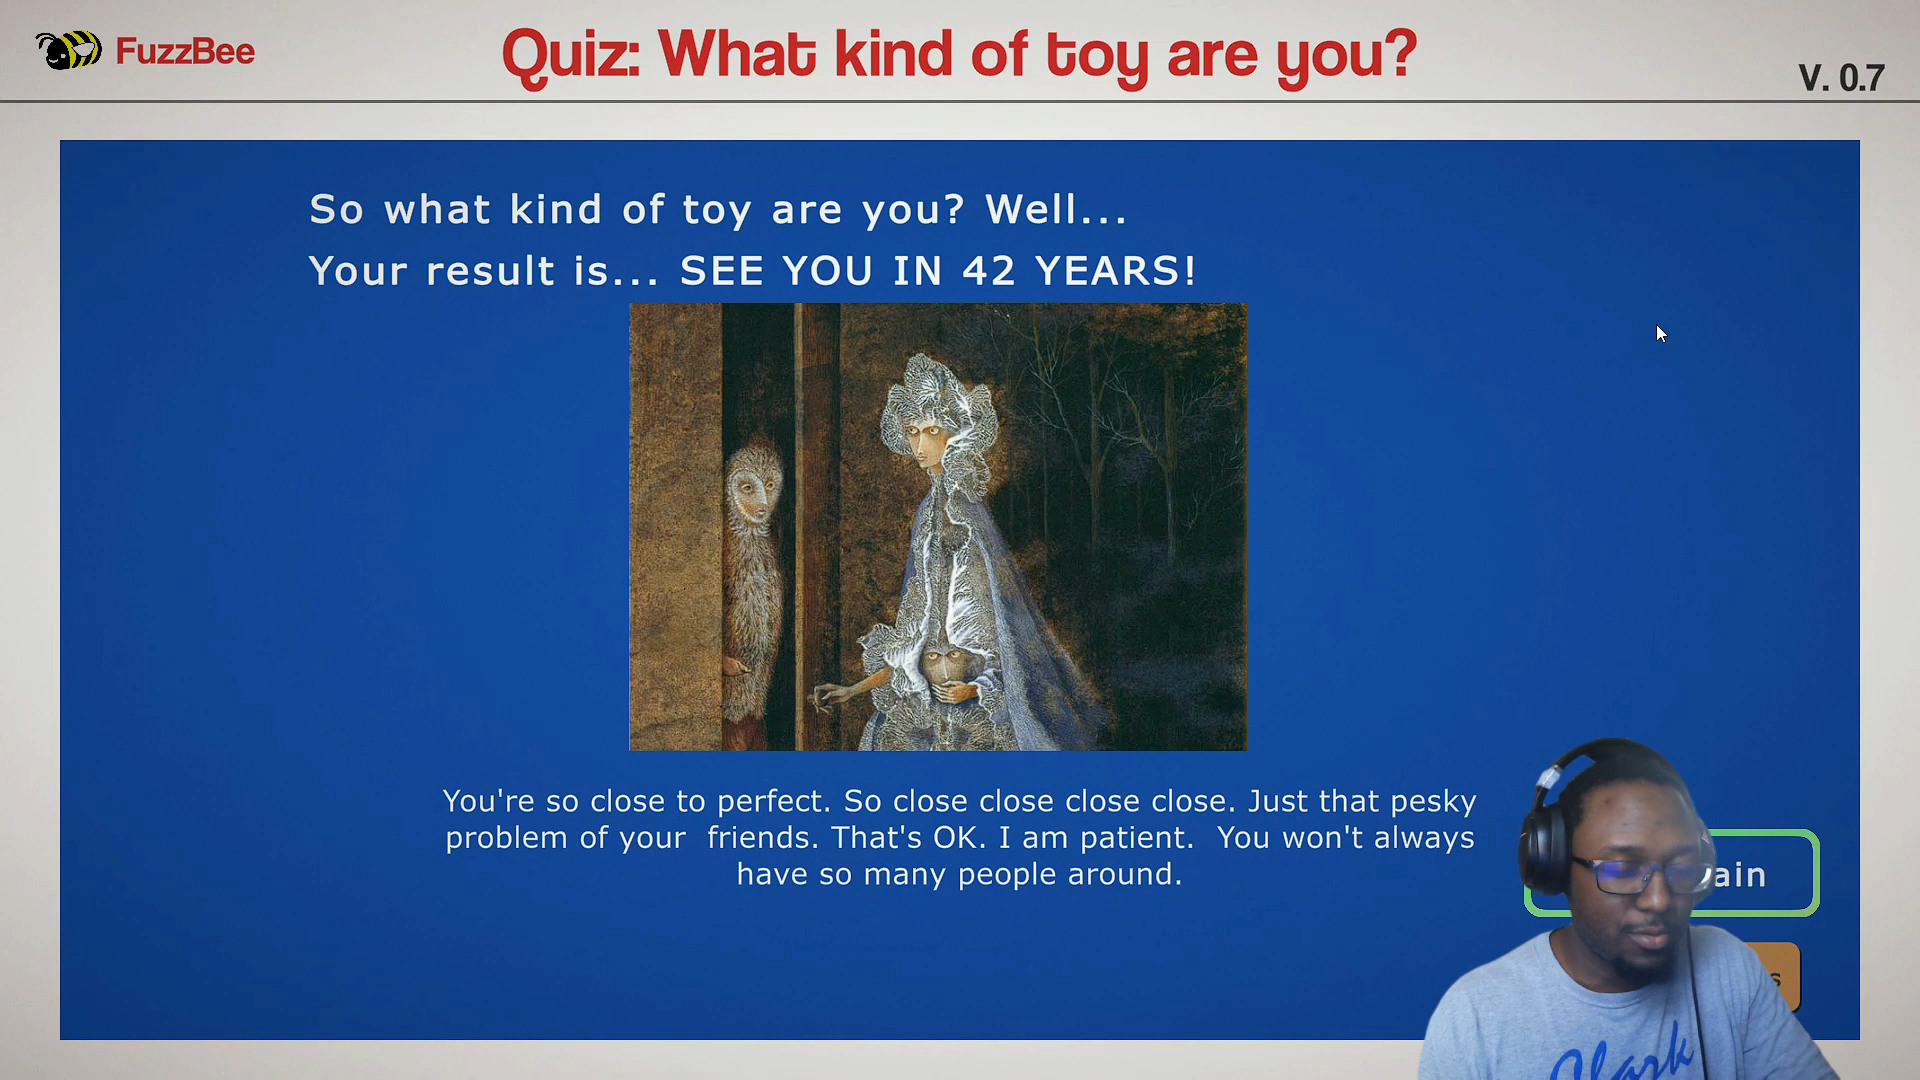 FuzzBee
Quiz: What kind of toy are you?
V. 0.7
So what kind of toy are you? Well...
Your result is... SEE YOU IN 42 YEARS!
You're so close to perfect. So close close close close. Just that pesky
problem of your friends. That's OK. I am patient. You won't always
have so many people around.